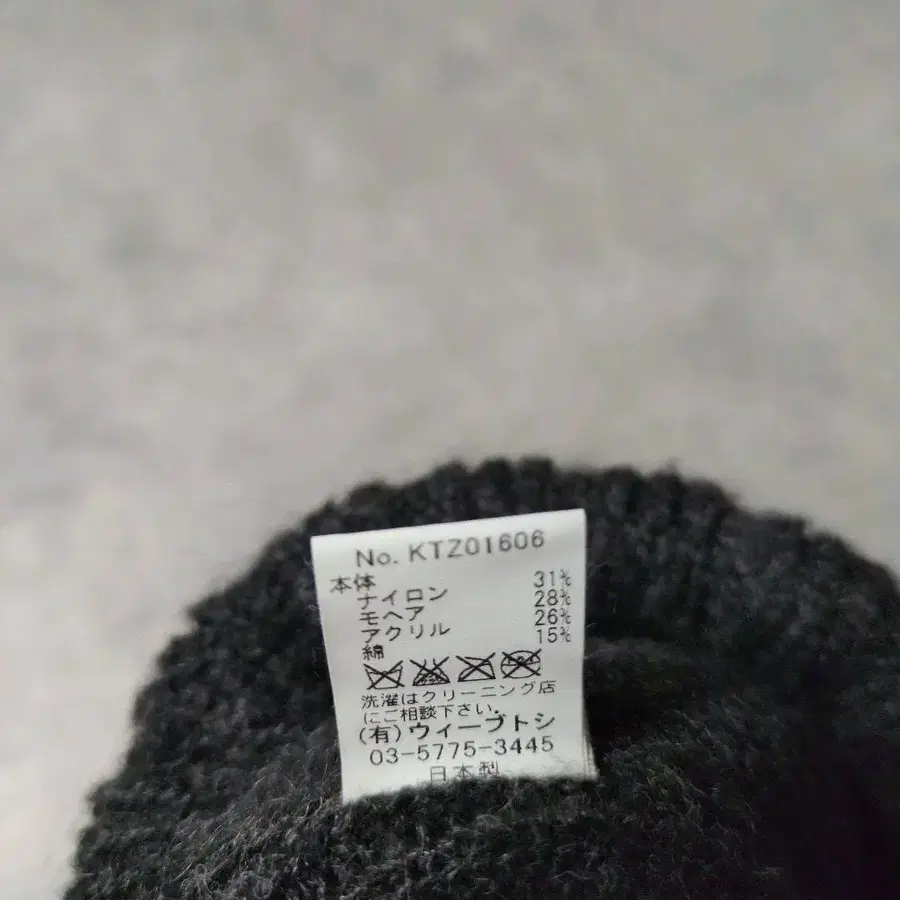 No. KTZ01606
本体
ナイロン 31%
モヘア 28%
アクリル 26%
綿 15%
洗濯はクリーニング店
にご相談下さい。
(有)ウィーブトシ
03-5775-3445
日本製